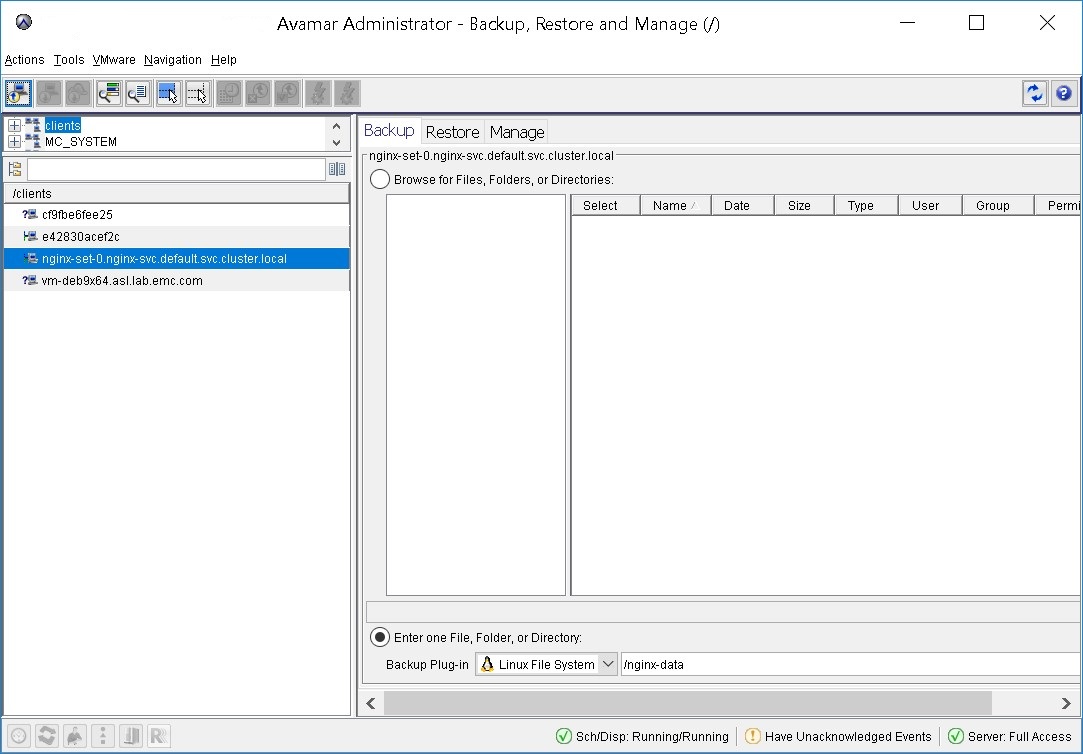 Avamar Administrator - Backup, Restore and Manage (/)
Actions Tools VMware Navigation Help
clients
MC_SYSTEM
/clients
cf9fbe6fee25
e42830acef2c
nginx-set-0.nginx-svc.default.svc.cluster.local
vm-deb9x64.asl.lab.emc.com
Backup Restore Manage
nginx-set-0.nginx-svc.default.svc.cluster.local
Browse for Files, Folders, or Directories:
Select Name Date Size Type User Group Permi
Enter one File, Folder, or Directory:
Backup Plug-in Linux File System /nginx-data
Sch/Disp: Running/Running Have Unacknowledged Events Server: Full Access